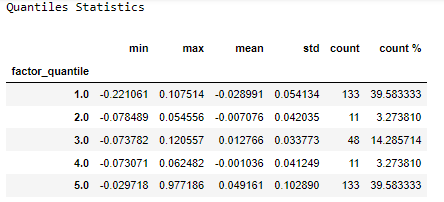 Quantiles Statistics
min max mean std count count %
factor_quantile
1.0 -0.221061 0.107514 -0.028991 0.054134 133 39.583333
2.0 -0.078489 0.054556 -0.007076 0.042035 11 3.273810
3.0 -0.073782 0.120557 0.012766 0.033773 48 14.285714
4.0 -0.073071 0.062482 -0.001036 0.041249 11 3.273810
5.0 -0.029718 0.977186 0.049161 0.102890 133 39.583333